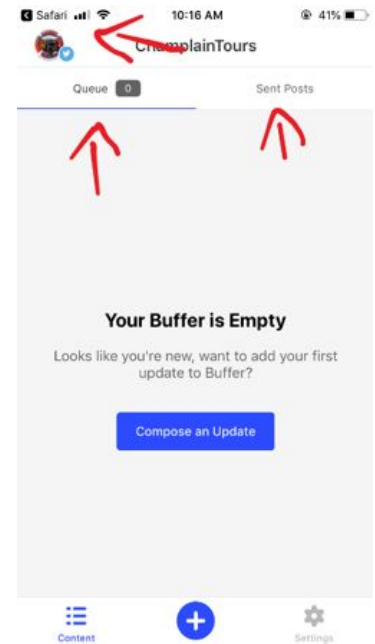 Safari 10:16 AM 41%
ChamplainTours
Queue 0 Sent Posts
Your Buffer is Empty
Looks like you're new, want to add your first
update to Buffer?
Compose an Update
Content Settings